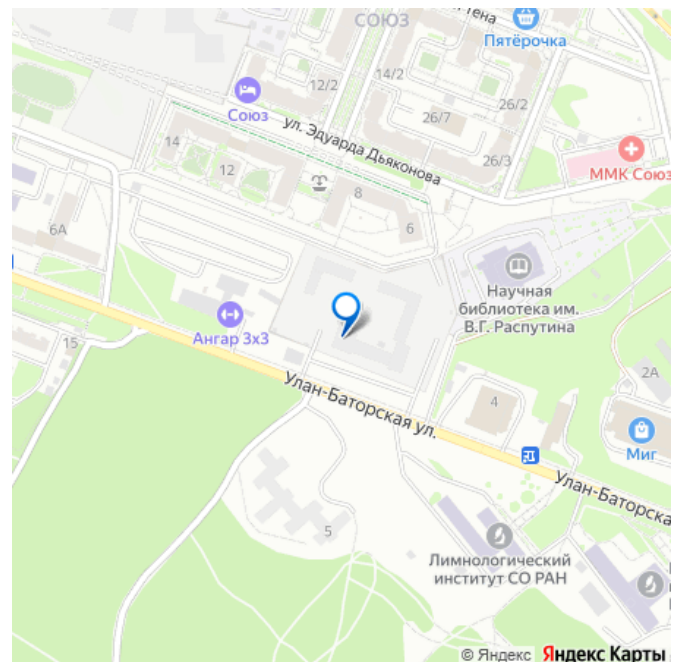 СОЮЗ
Пятёрочка
12/2
14/2
26/2
Союз
ул. Эдуарда Дьяконова
26/7
26/3
ММК Союз
14
12
8
6
6А
Научная
библиотека им.
В.Г. Распутина
Ангар 3х3
15
2А
Улан-Баторская ул.
4
Миг
Улан-Баторска
5
Лимнологический
институт СО РАН
© Яндекс Яндекс Карты